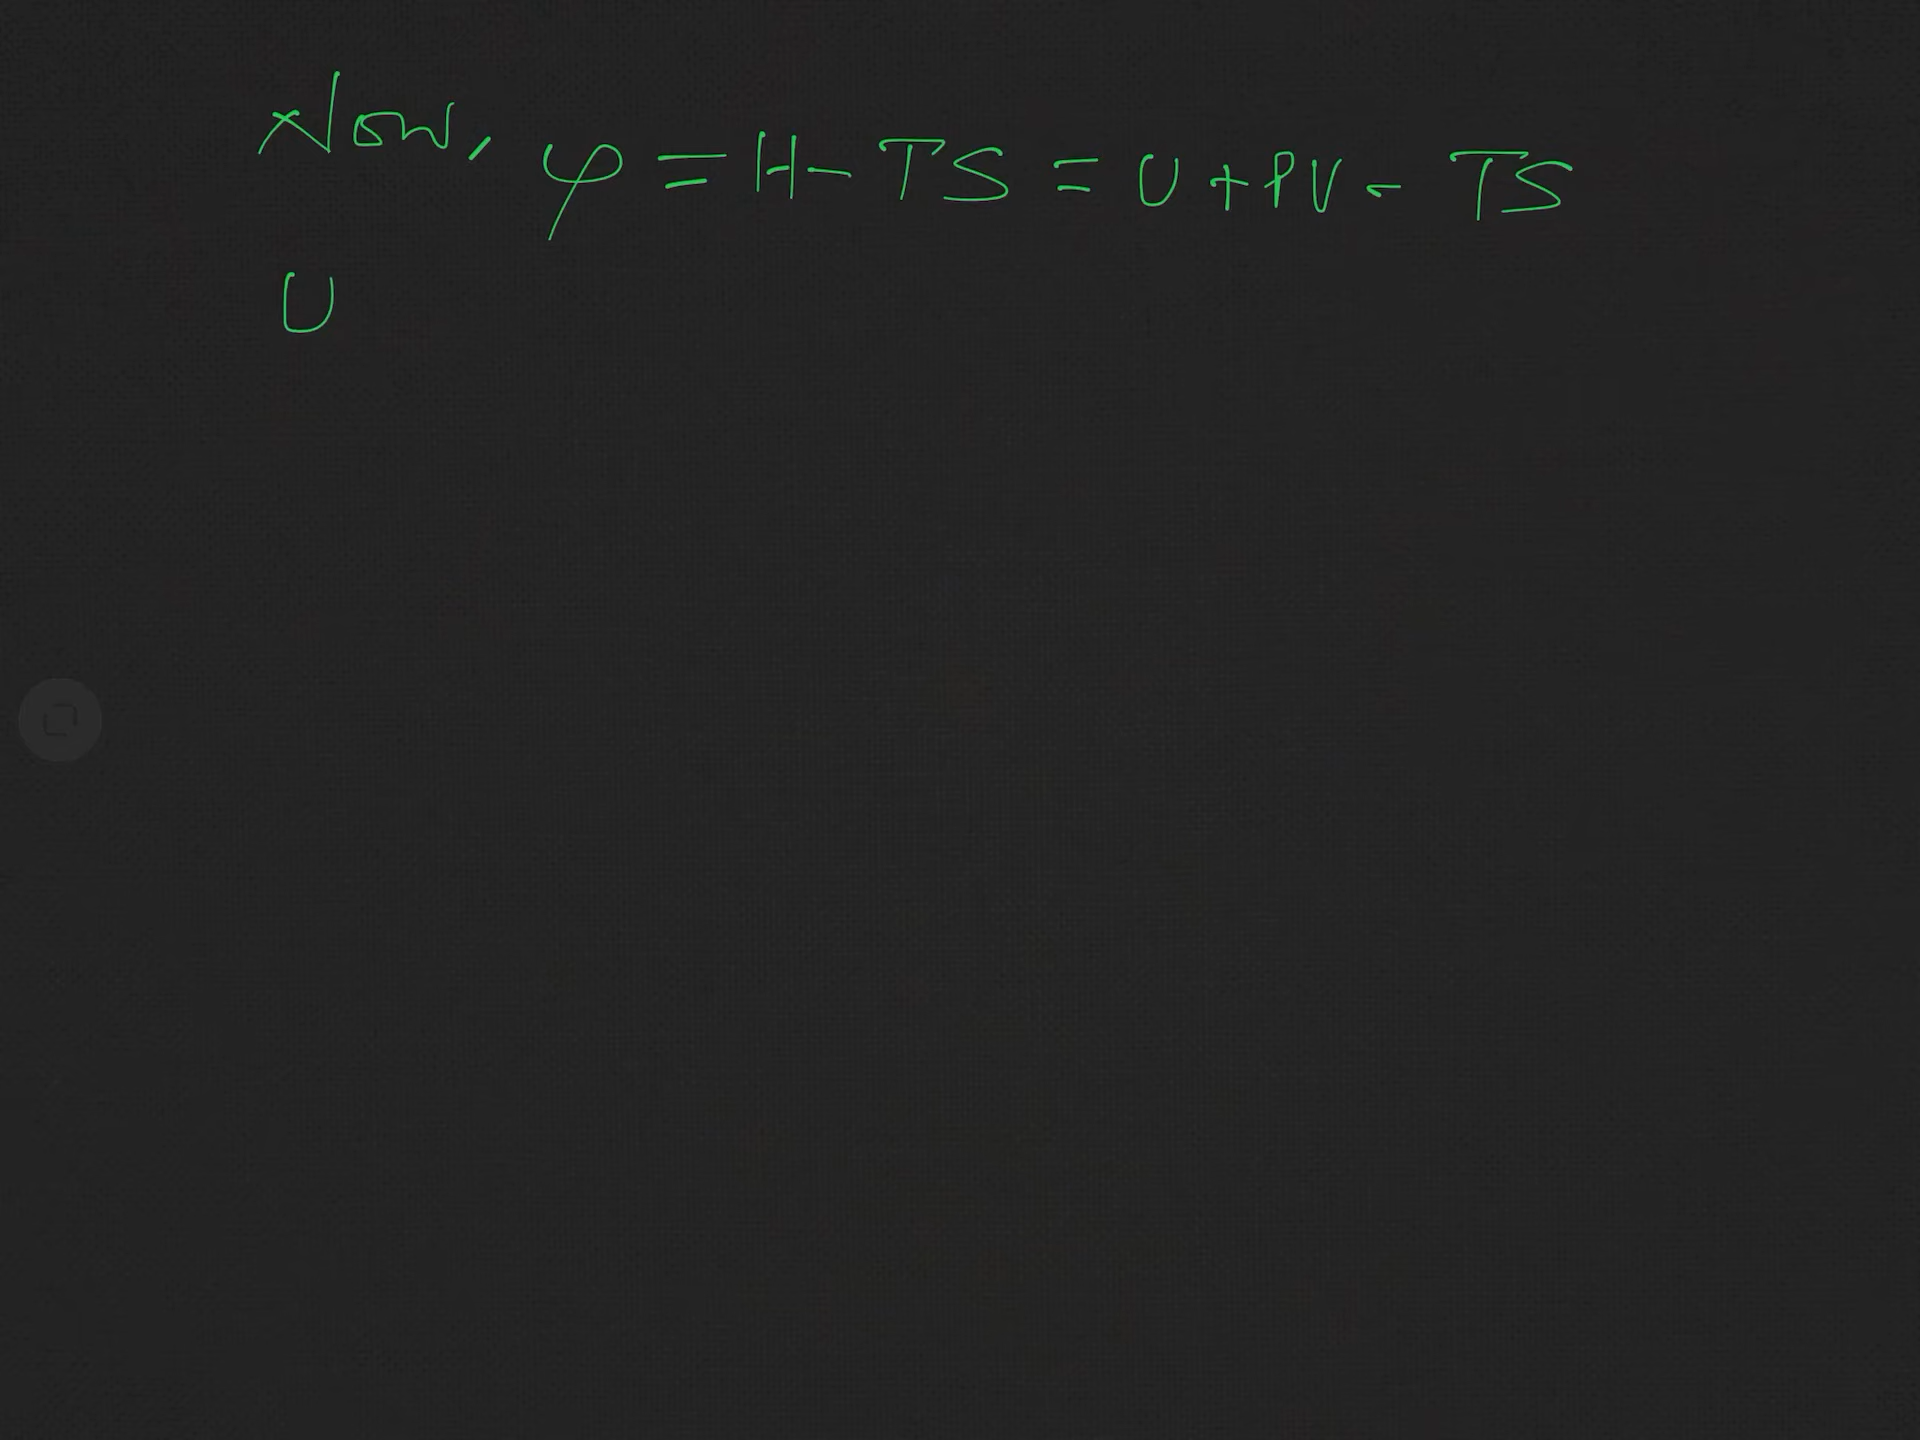 Now, φ = H - TS = U + PV - TS
U